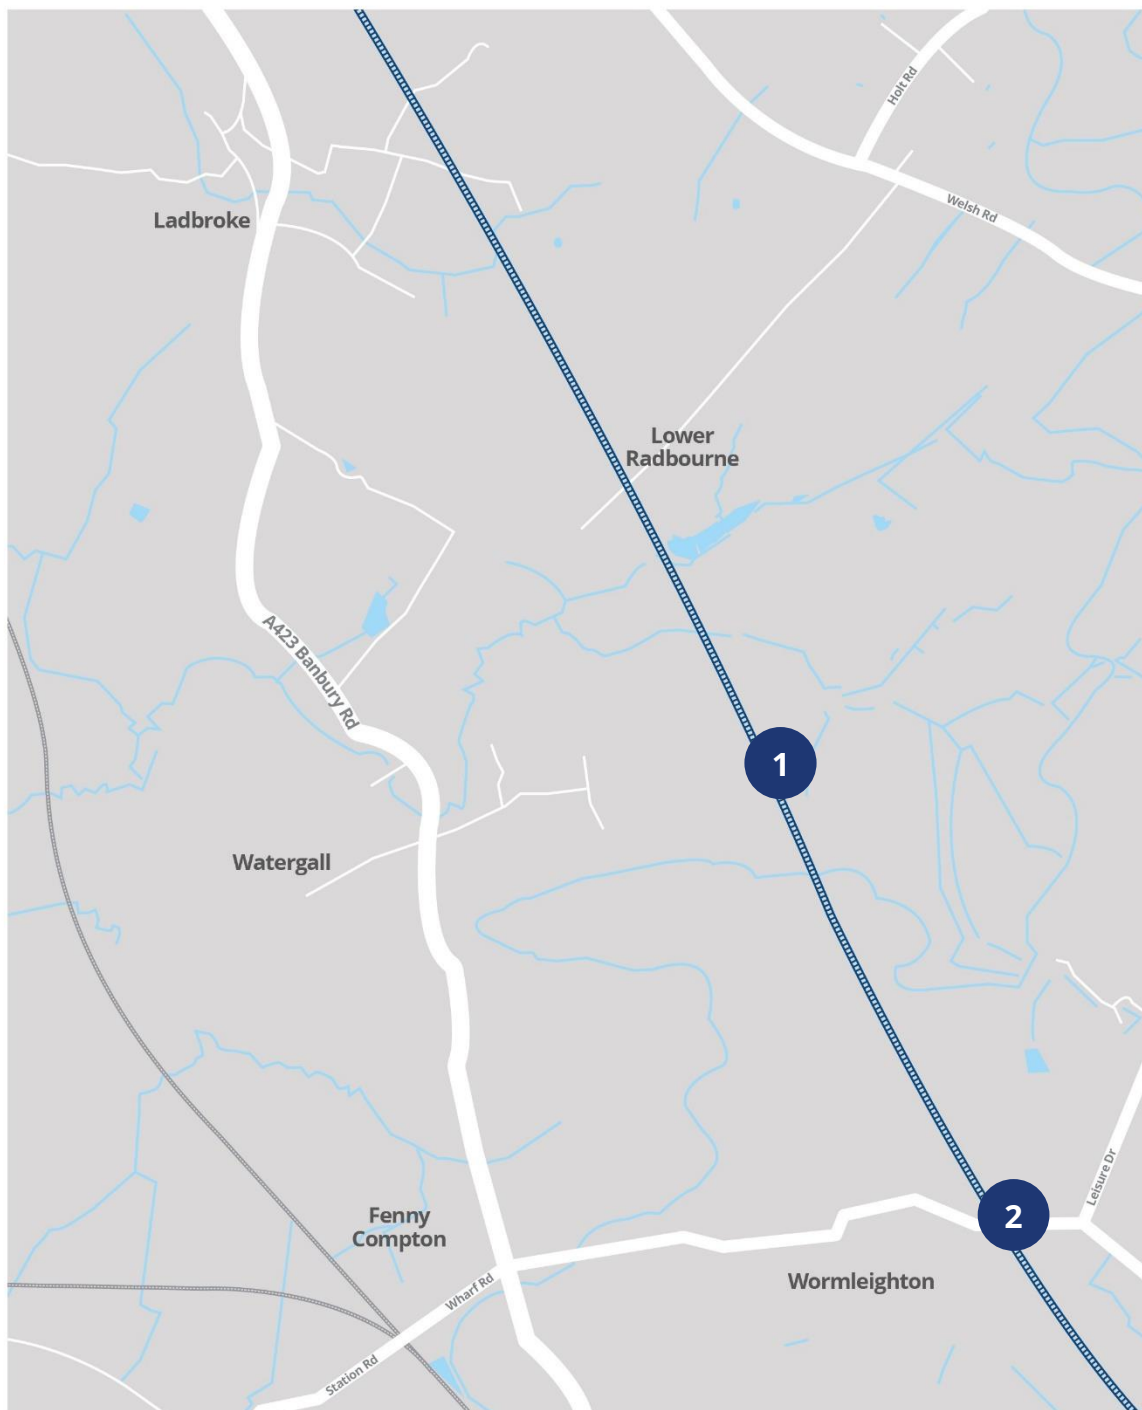 Holt Rd
Welsh Rd
Ladbroke
Lower
Radbourne
A423 Banbury Rd
1
Watergall
Leisure Dr
2
Fenny
Compton
Wormleighton
Wharf Rd
Station Rd